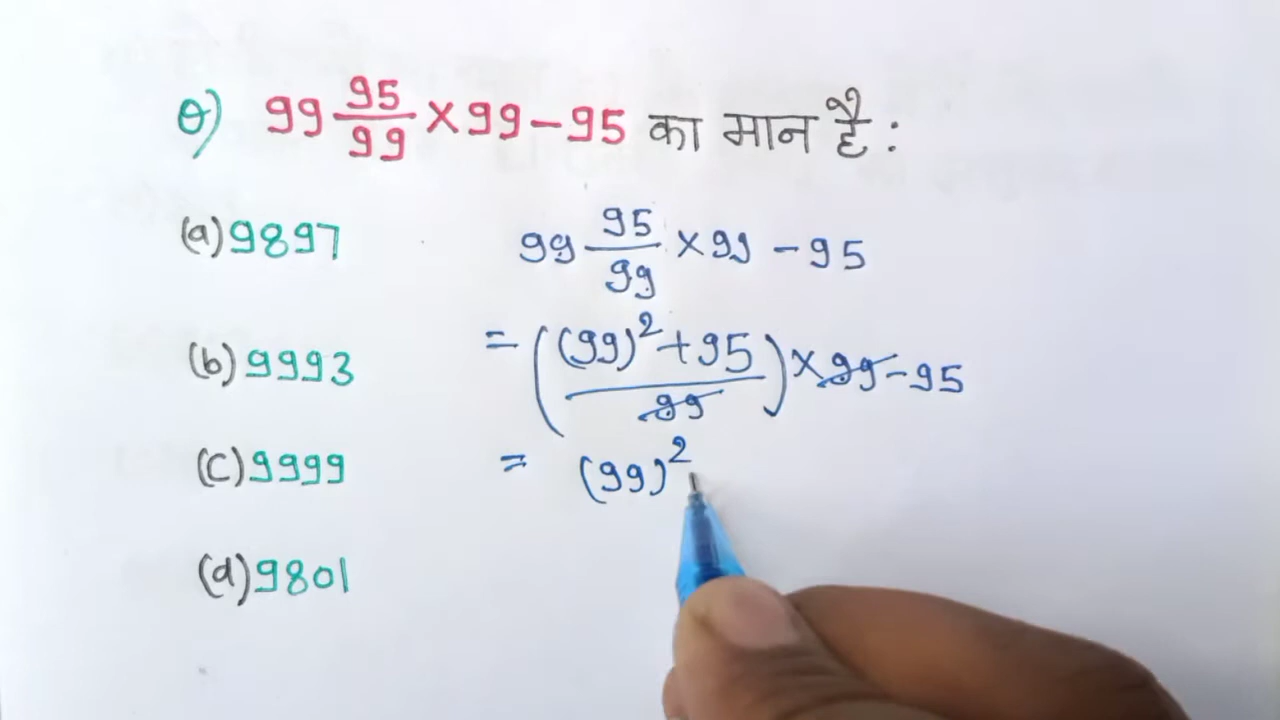 Q) 99 95/99 × 99 − 95 का मान है :
(a) 9897
99 95/99 × 99 − 95
(b) 9993
= ( (99)² + 95 / 99 ) × 99 − 95
(c) 9999
= (99)²
(d) 9801